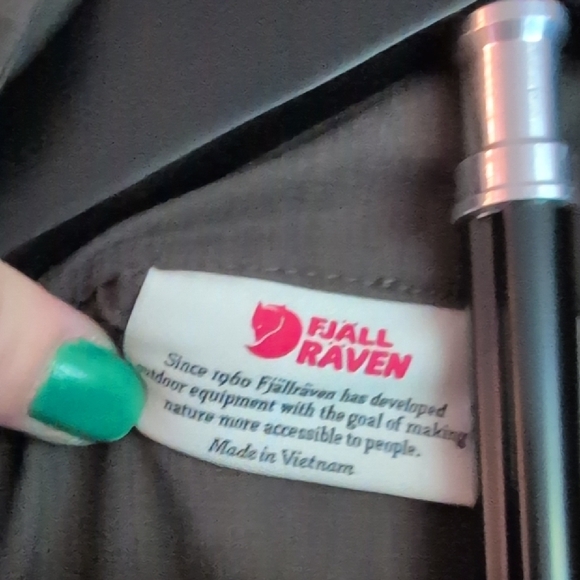 FJÄLL
RÄVEN
Since 1960 Fjällräven has developed
outdoor equipment with the goal of making
nature more accessible to people.
Made in Vietnam